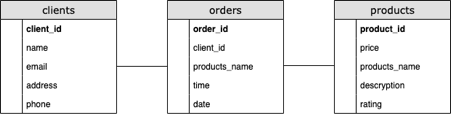 clients
client_id
name
email
address
phone
orders
order_id
client_id
products_name
time
date
products
product_id
price
products_name
descryption
rating